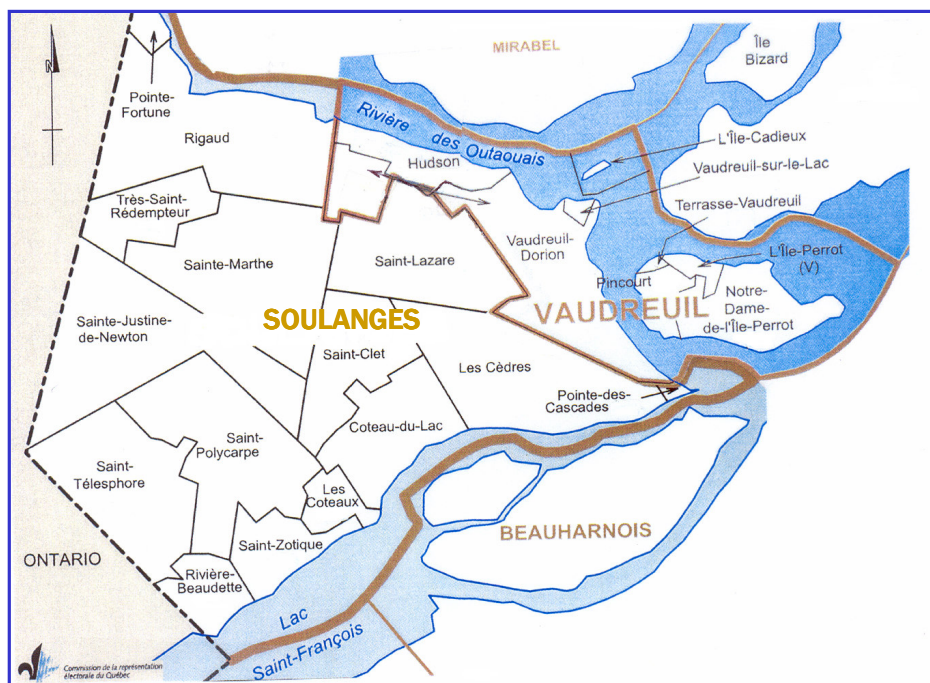 MIRABEL
Île
Bizard
N
Pointe-
Fortune
Rivière des Outaouais
L'Île-Cadieux
Rigaud
Hudson
Vaudreuil-sur-le-Lac
Très-Saint-
Rédempteur
Terrasse-Vaudreuil
Vaudreuil-
Dorion
L'Île-Perrot
(V)
Sainte-Marthe
Saint-Lazare
Pincourt
Notre-
Dame-
de-l'Île-Perrot
SOULANGES
VAUDREUIL
Sainte-Justine-
de-Newton
Saint-Clet
Les Cèdres
Pointe-des-
Cascades
Coteau-du-Lac
Saint-
Polycarpe
Saint-
Télesphore
Les
Coteaux
BEAUHARNOIS
Saint-Zotique
ONTARIO
Rivière-
Beaudette
Lac
Saint-François
Commission de la représentation
électorale du Québec